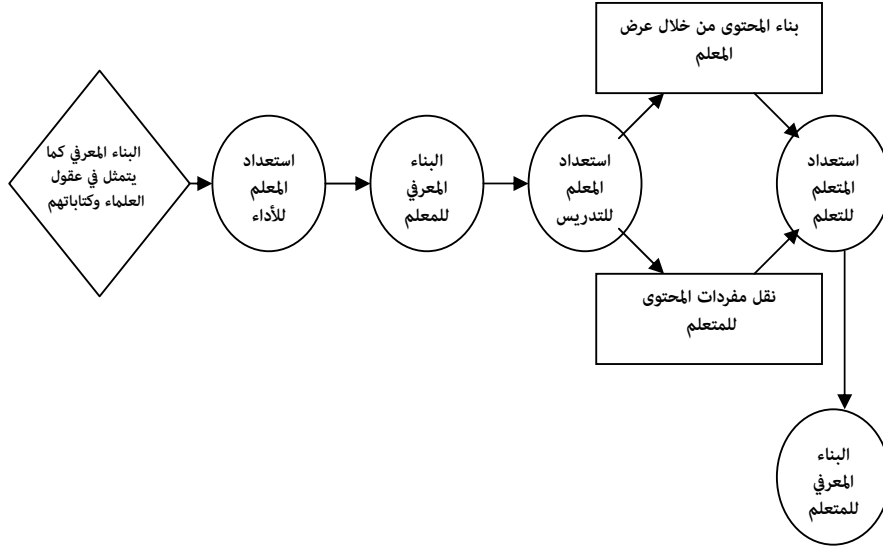 البناء المعرفي كما
يتمثل في عقول
العلماء وكتاباتهم
استعداد
المعلم
للأداء
البناء
المعرفي
للمعلم
استعداد
المعلم
للتدريس
بناء المحتوى من خلال عرض
المعلم
نقل مفردات المحتوى
للمتعلم
استعداد
المتعلم
للتعلم
البناء
المعرفي
للمتعلم